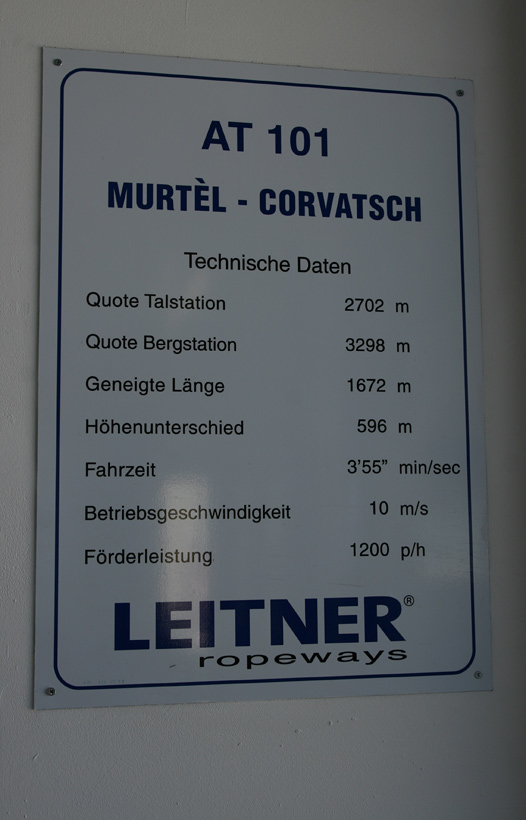 AT 101
MURTÈL - CORVATSCH
Technische Daten
Quote Talstation 2702 m
Quote Bergstation 3298 m
Geneigte Länge 1672 m
Höhenunterschied 596 m
Fahrzeit 3'55" min/sec
Betriebsgeschwindigkeit 10 m/s
Förderleistung 1200 p/h
LEITNER®
ropeways